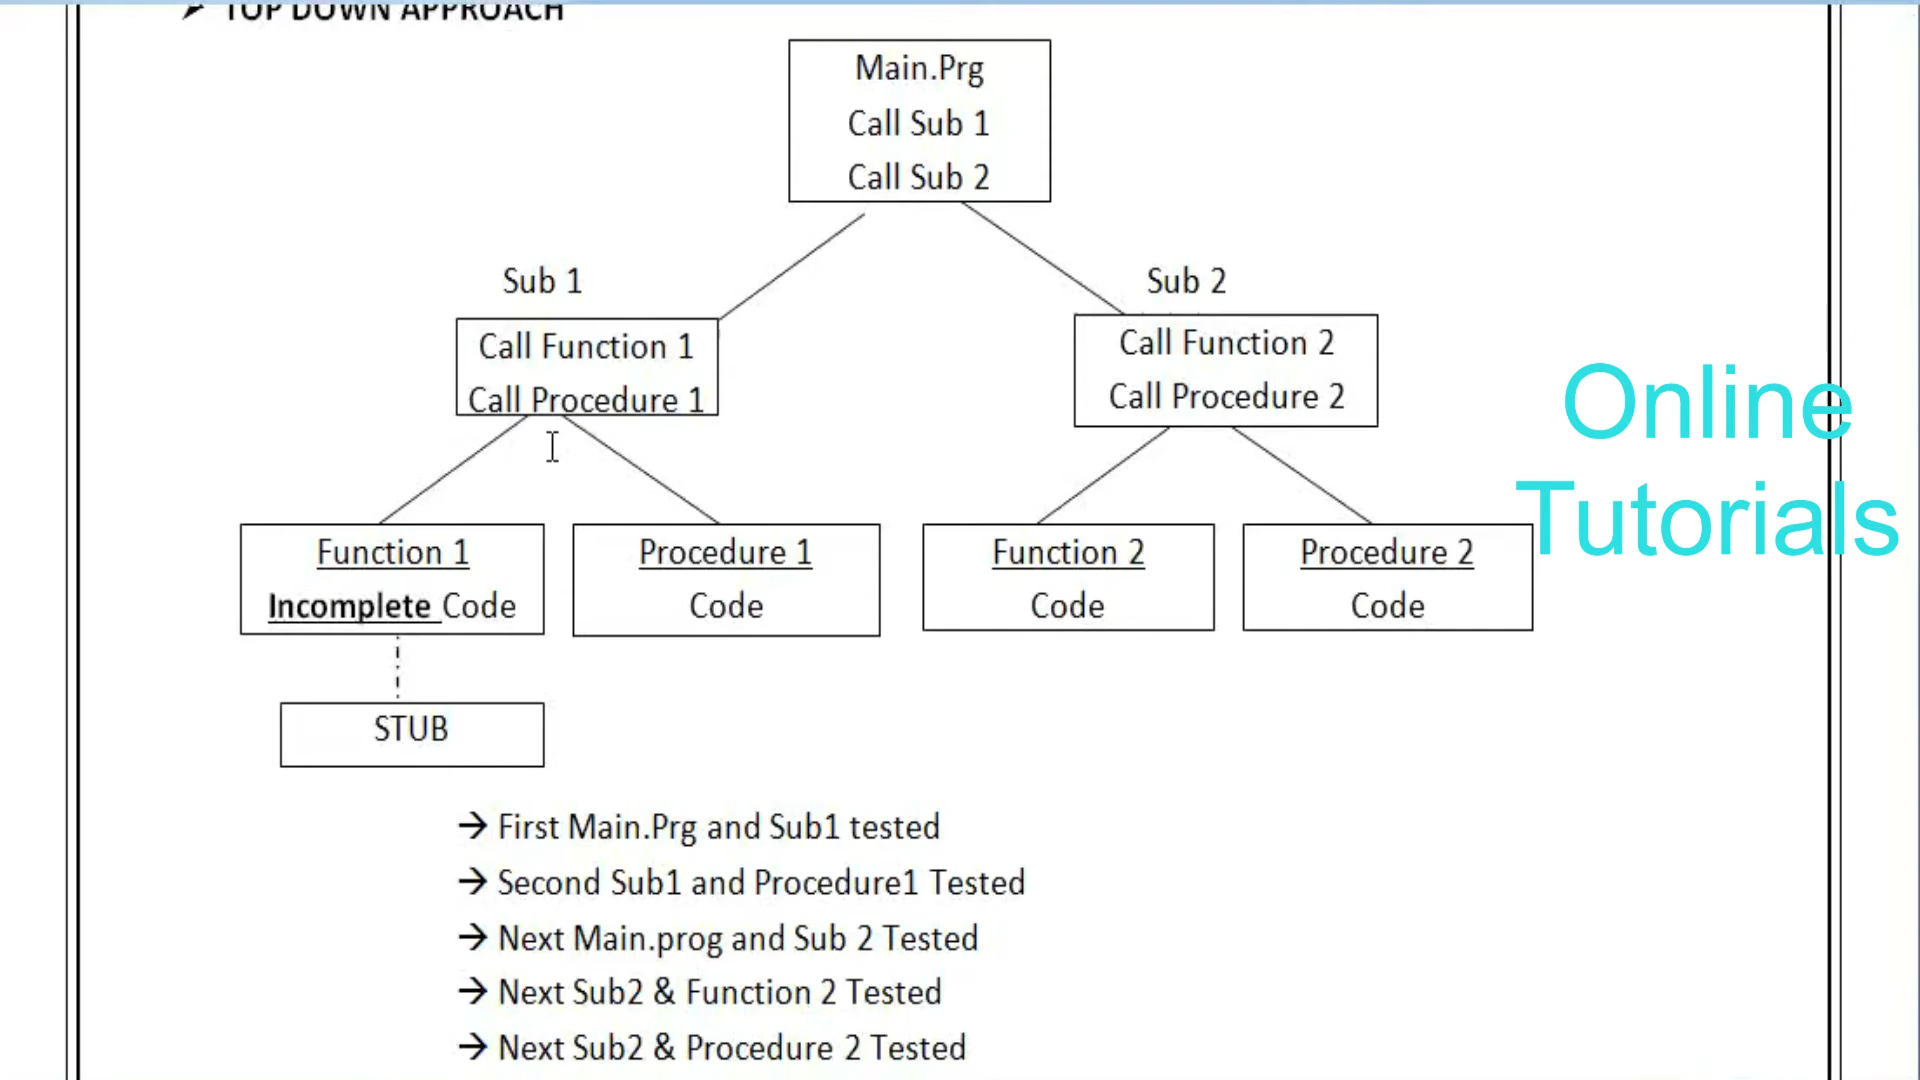 ➢ TOP DOWN APPROACH
Main.Prg
Call Sub 1
Call Sub 2
Sub 1
Sub 2
Call Function 1
Call Procedure 1
Call Function 2
Call Procedure 2
Online
Tutorials
Function 1
Incomplete Code
Procedure 1
Code
Function 2
Code
Procedure 2
Code
STUB
→ First Main.Prg and Sub1 tested
→ Second Sub1 and Procedure1 Tested
→ Next Main.prog and Sub 2 Tested
→ Next Sub2 & Function 2 Tested
→ Next Sub2 & Procedure 2 Tested